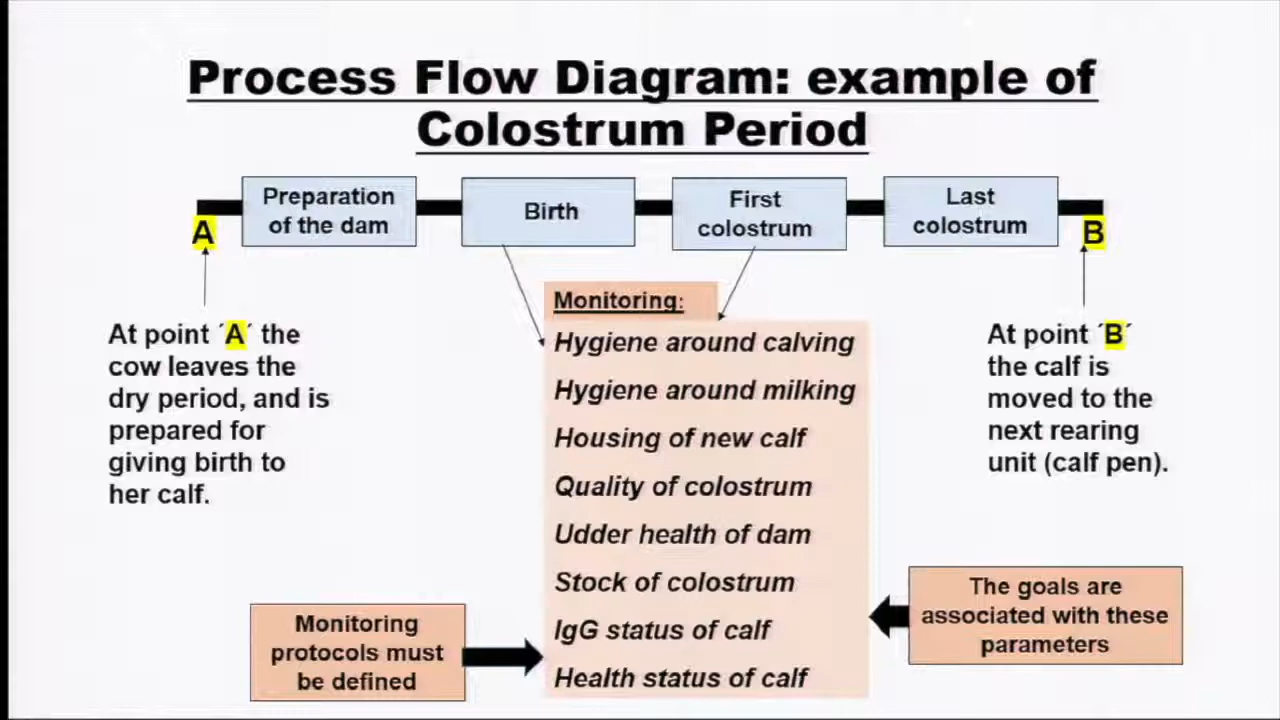 Process Flow Diagram: example of
Colostrum Period
Preparation
of the dam
Birth
First
colostrum
Last
colostrum
A
B
At point ´A´ the
cow leaves the
dry period, and is
prepared for
giving birth to
her calf.
Monitoring:
Hygiene around calving
Hygiene around milking
Housing of new calf
Quality of colostrum
Udder health of dam
Stock of colostrum
IgG status of calf
Health status of calf
At point ´B´
the calf is
moved to the
next rearing
unit (calf pen).
Monitoring
protocols must
be defined
The goals are
associated with these
parameters